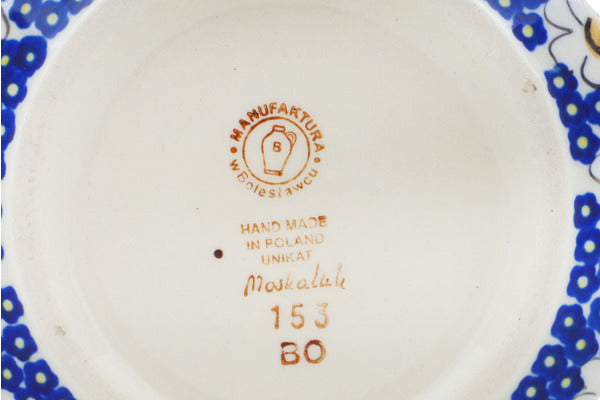 MANUFAKTURA
w Bolesławcu
B
HAND MADE
IN POLAND
UNIKAT
Moskaluk
153
BO